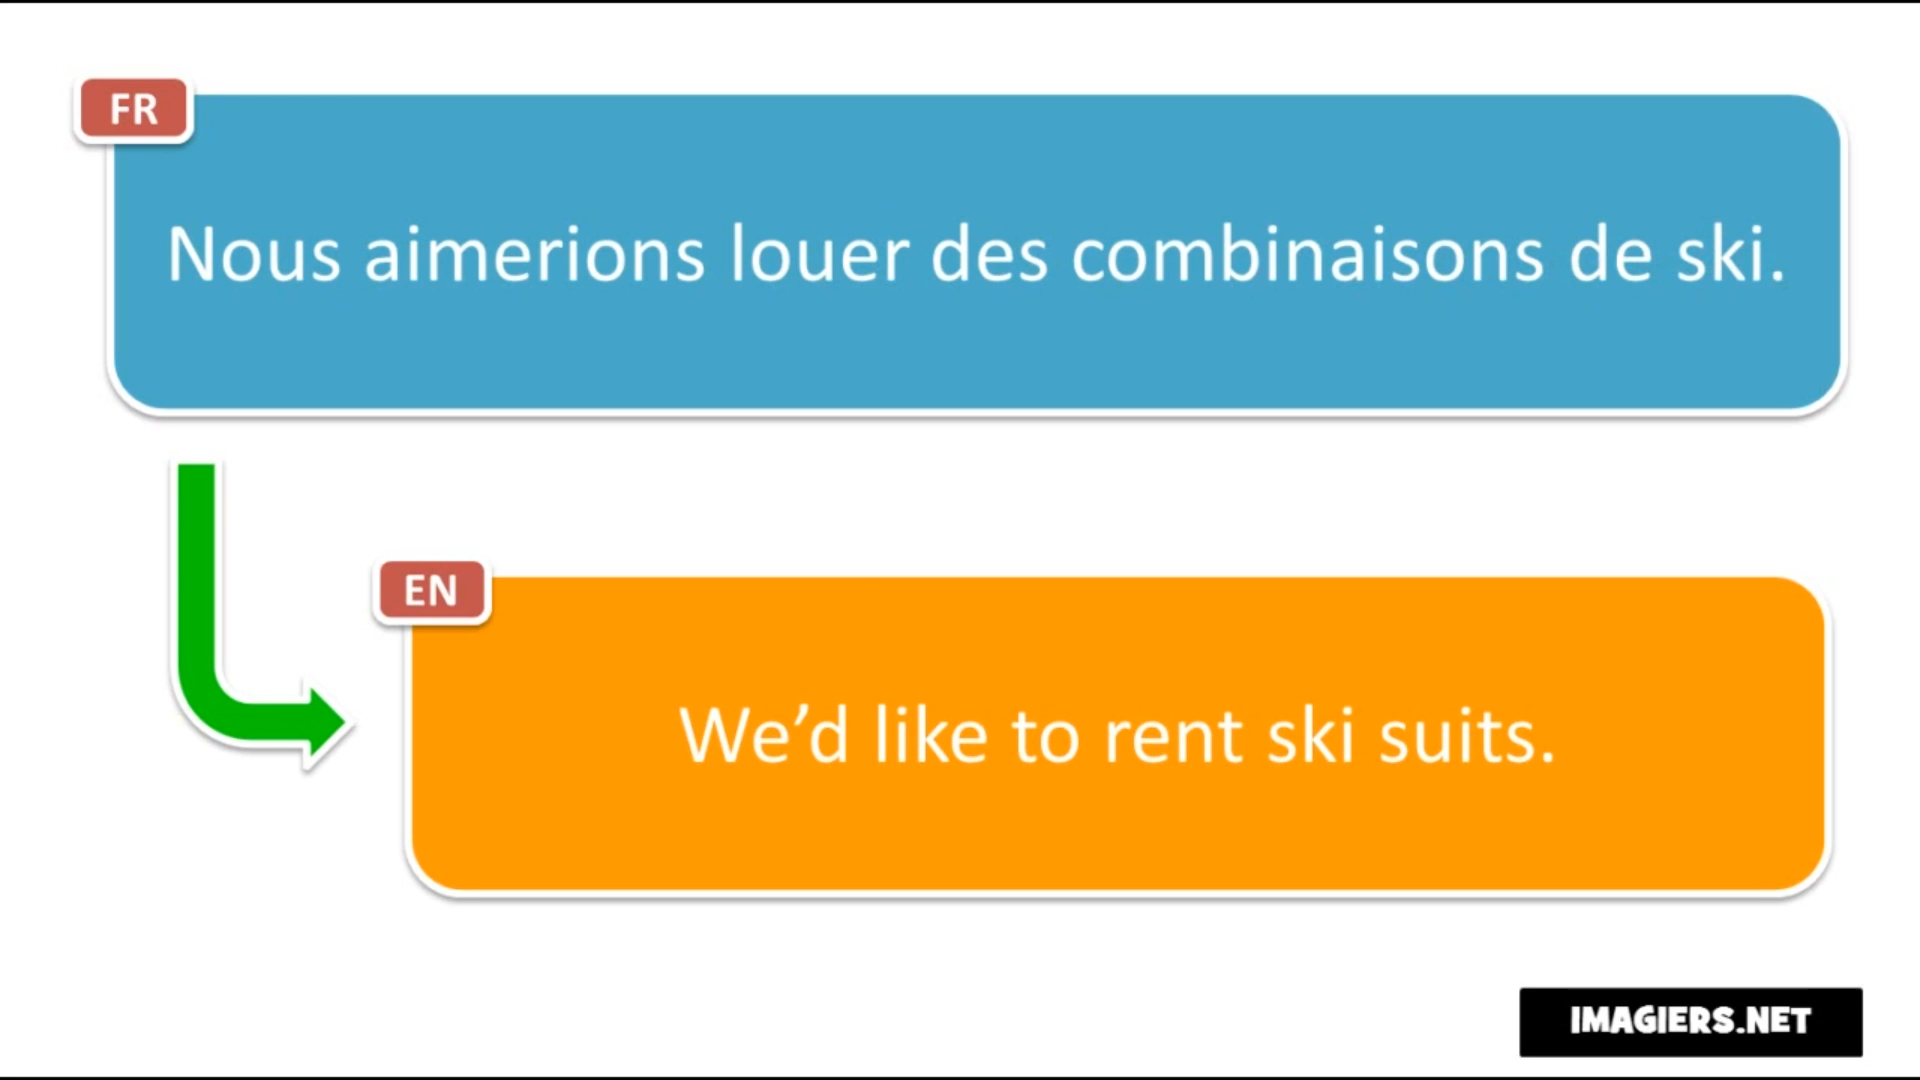 FR
Nous aimerions louer des combinaisons de ski.
EN
We’d like to rent ski suits.
IMAGIERS.NET